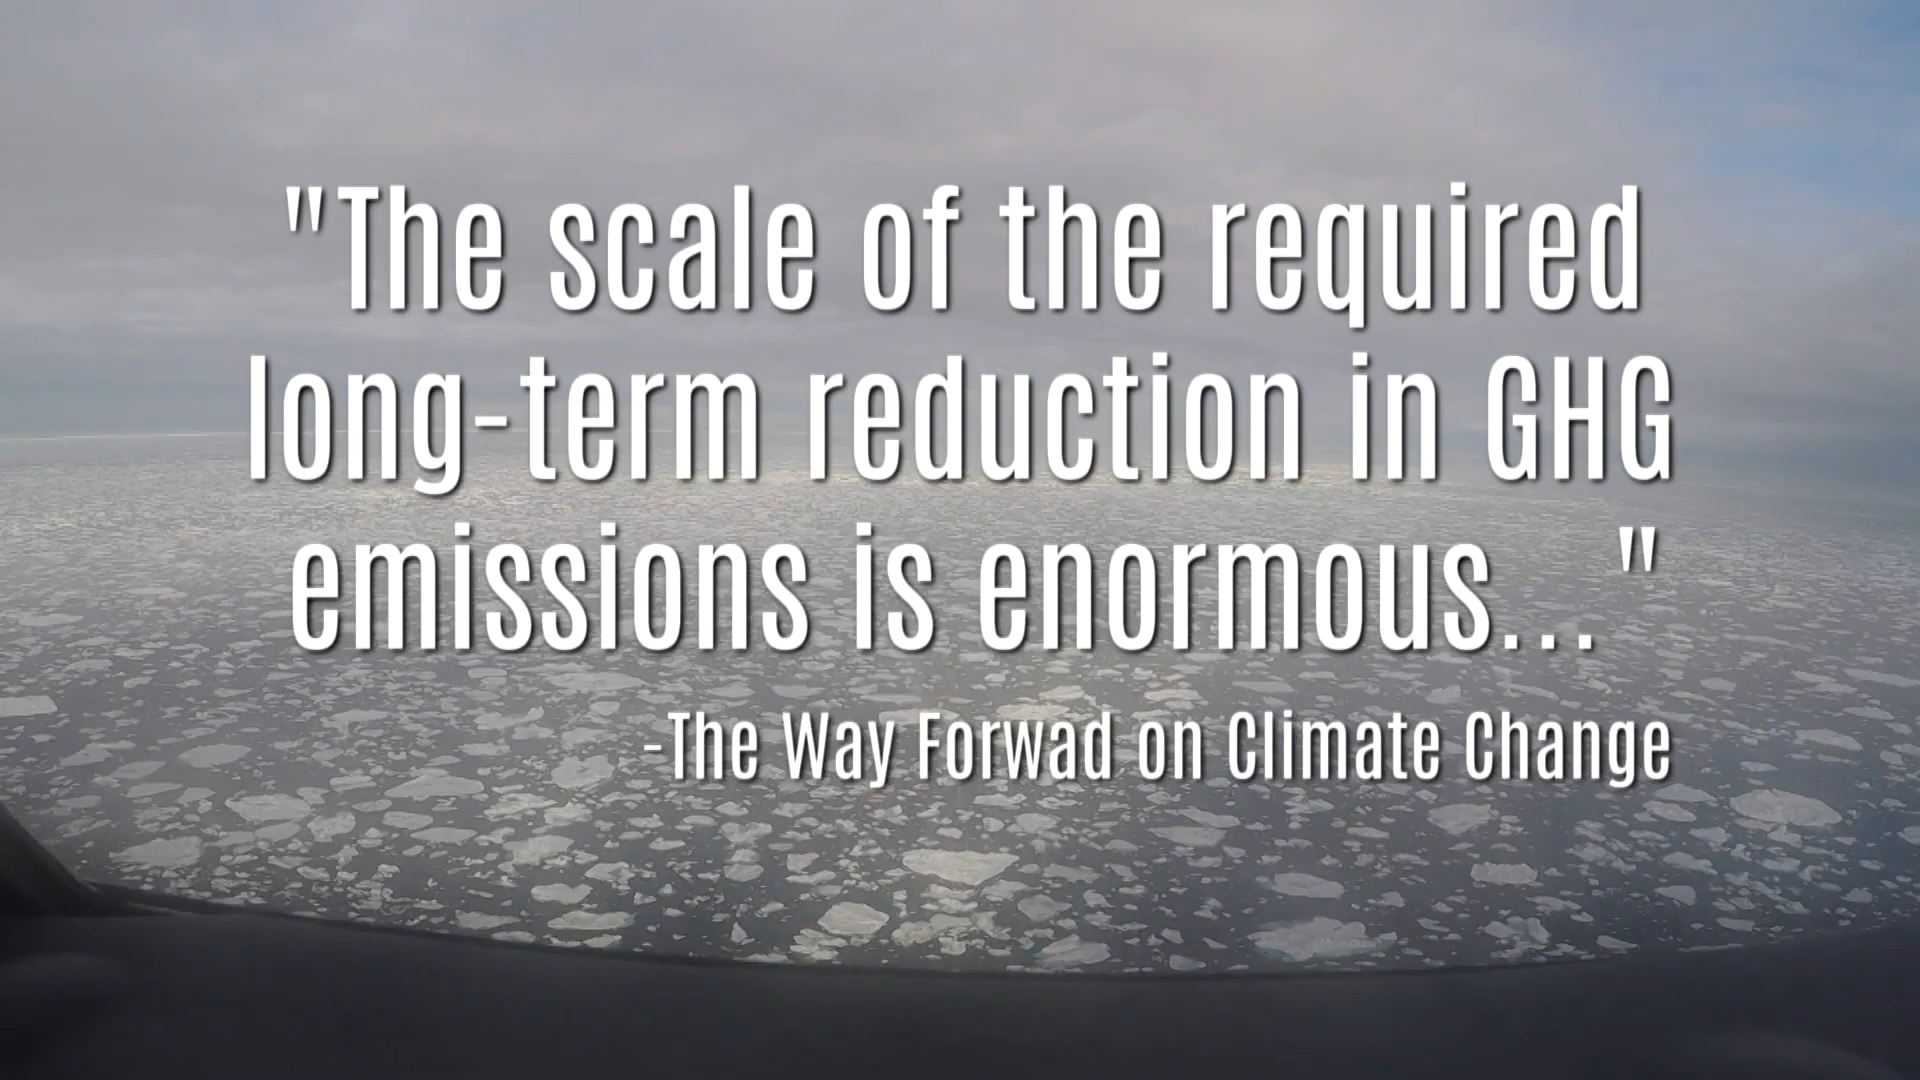 "The scale of the required
long-term reduction in GHG
emissions is enormous..."
-The Way Forwad on Climate Change